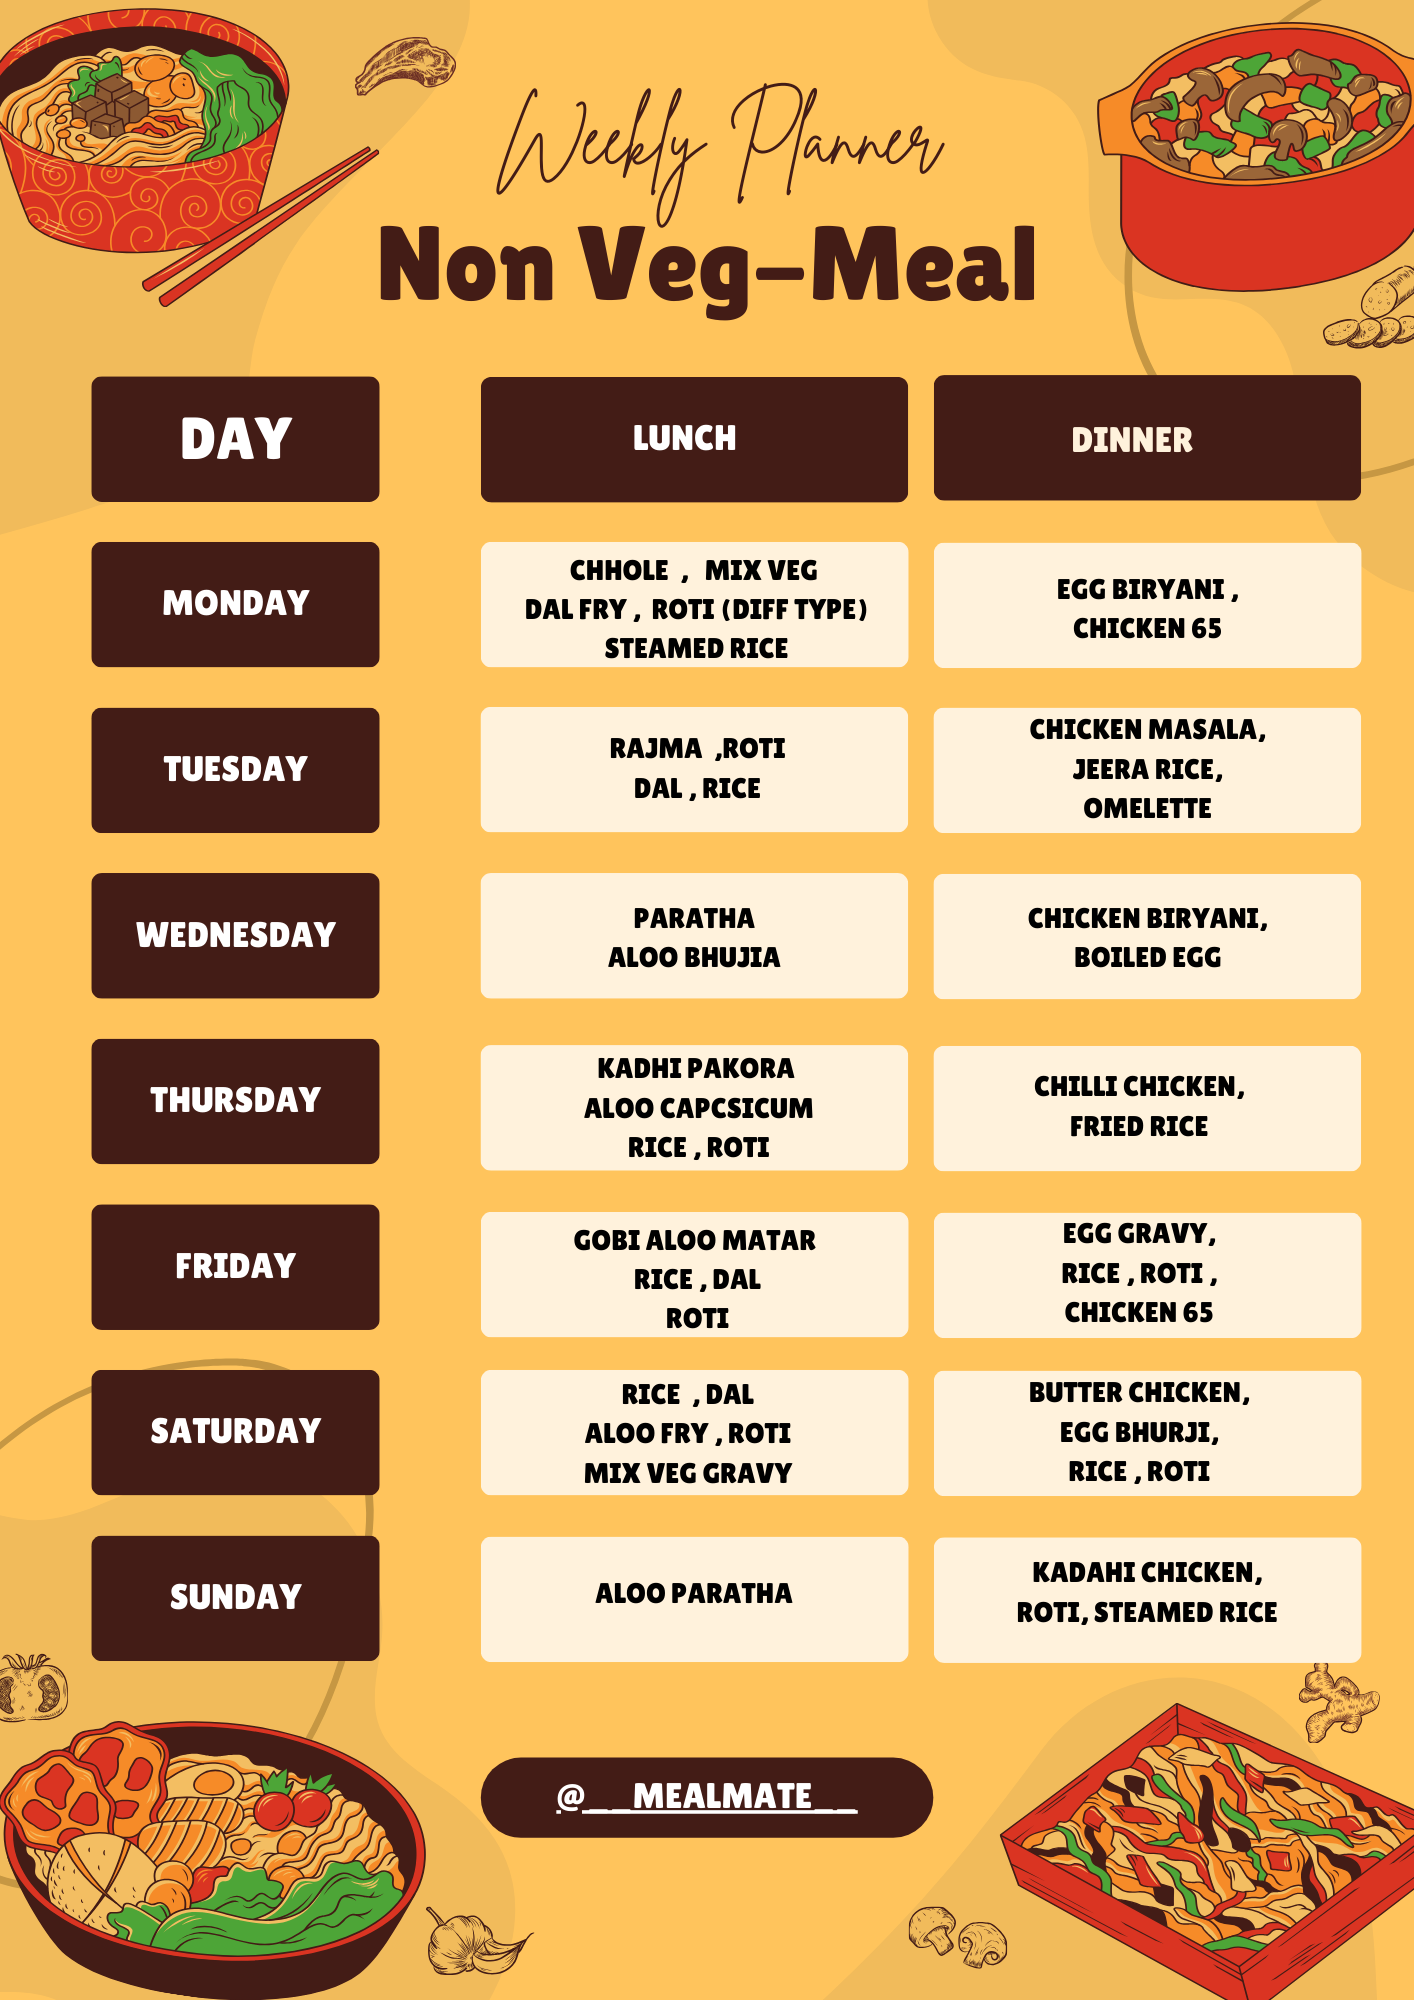 Weekly Planner
Non Veg-Meal
DAY
LUNCH
DINNER
MONDAY
CHHOLE , MIX VEG
DAL FRY , ROTI (DIFF TYPE)
STEAMED RICE
EGG BIRYANI ,
CHICKEN 65
TUESDAY
RAJMA ,ROTI
DAL , RICE
CHICKEN MASALA,
JEERA RICE,
OMELETTE
WEDNESDAY
PARATHA
ALOO BHUJIA
CHICKEN BIRYANI,
BOILED EGG
THURSDAY
KADHI PAKORA
ALOO CAPCSICUM
RICE , ROTI
CHILLI CHICKEN,
FRIED RICE
FRIDAY
GOBI ALOO MATAR
RICE , DAL
ROTI
EGG GRAVY,
RICE , ROTI ,
CHICKEN 65
SATURDAY
RICE , DAL
ALOO FRY , ROTI
MIX VEG GRAVY
BUTTER CHICKEN,
EGG BHURJI,
RICE , ROTI
SUNDAY
ALOO PARATHA
KADAHI CHICKEN,
ROTI, STEAMED RICE
@__MEALMATE__